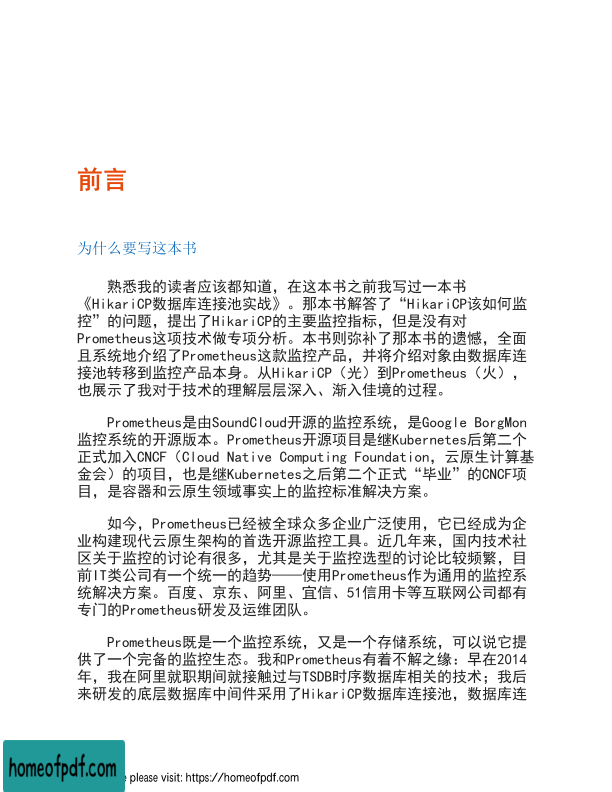 前言
为什么要写这本书
熟悉我的读者应该都知道，在这本书之前我写过一本书
《HikariCP数据库连接池实战》。那本书解答了“HikariCP该如何监
控”的问题，提出了HikariCP的主要监控指标，但是没有对
Prometheus这项技术做专项分析。本书则弥补了那本书的遗憾，全面
且系统地介绍了Prometheus这款监控产品，并将介绍对象由数据库连
接池转移到监控产品本身。从HikariCP（光）到Prometheus（火），
也展示了我对于技术的理解层层深入、渐入佳境的过程。
Prometheus是由SoundCloud开源的监控系统，是Google BorgMon
监控系统的开源版本。Prometheus开源项目是继Kubernetes后第二个
正式加入CNCF（Cloud Native Computing Foundation，云原生计算基
金会）的项目，也是继Kubernetes之后第二个正式“毕业”的CNCF项
目，是容器和云原生领域事实上的监控标准解决方案。
如今，Prometheus已经被全球众多企业广泛使用，它已经成为企
业构建现代云原生架构的首选开源监控工具。近几年来，国内技术社
区关于监控的讨论有很多，尤其是关于监控选型的讨论比较频繁，目
前IT类公司有一个统一的趋势——使用Prometheus作为通用的监控系
统解决方案。百度、京东、阿里、宜信、51信用卡等互联网公司都有
专门的Prometheus研发及运维团队。
Prometheus既是一个监控系统，又是一个存储系统，可以说它提
供了一个完备的监控生态。我和Prometheus有着不解之缘：早在2014
年，我在阿里就职期间就接触过与TSDB时序数据库相关的技术；我后
来研发的底层数据库中间件采用了HikariCP数据库连接池，数据库连
homeofpdf.com
please visit: https://homeofpdf.com